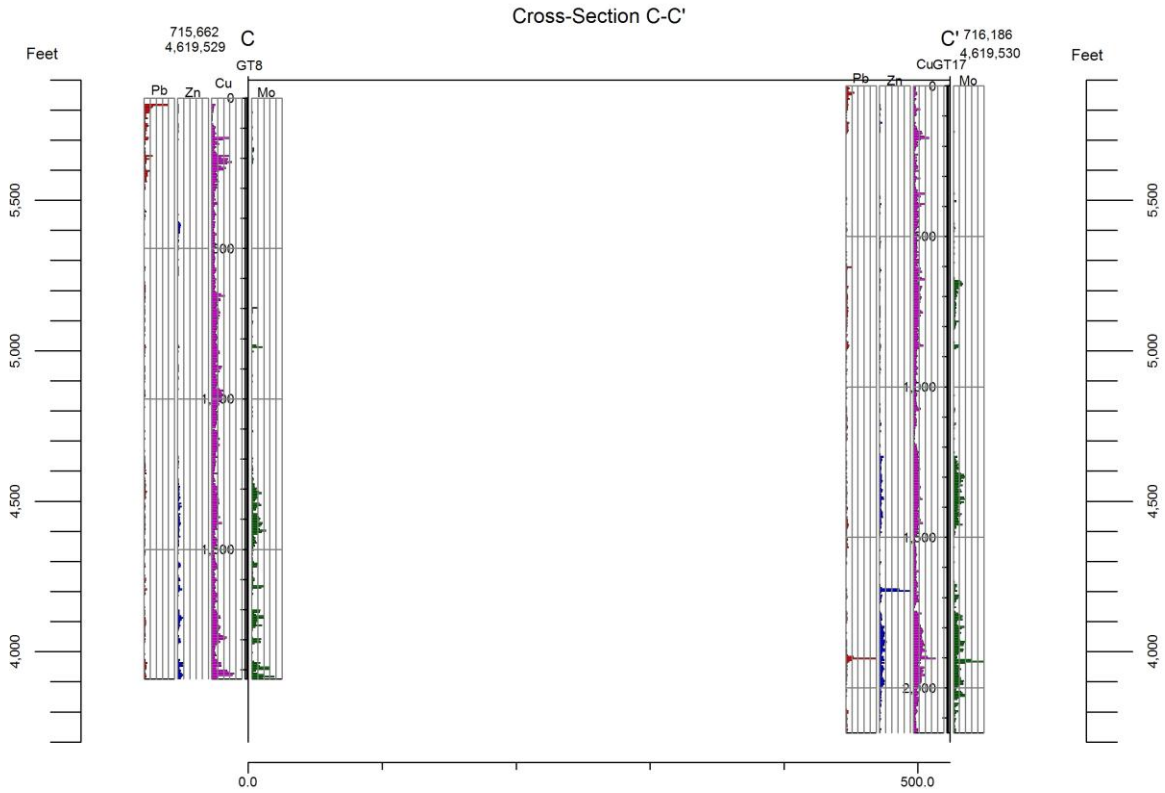 Cross-Section C-C'
715,662
4,619,529
C
GT8
C'
716,186
4,619,530
CuGT17
Feet
Feet
Pb
Zn
Cu
Mo
Pb
Zn
Mo
0
500
1,000
1,500
0
500
1,000
1,500
2,000
5,500
5,000
4,500
4,000
5,500
5,000
4,500
4,000
0.0
500.0